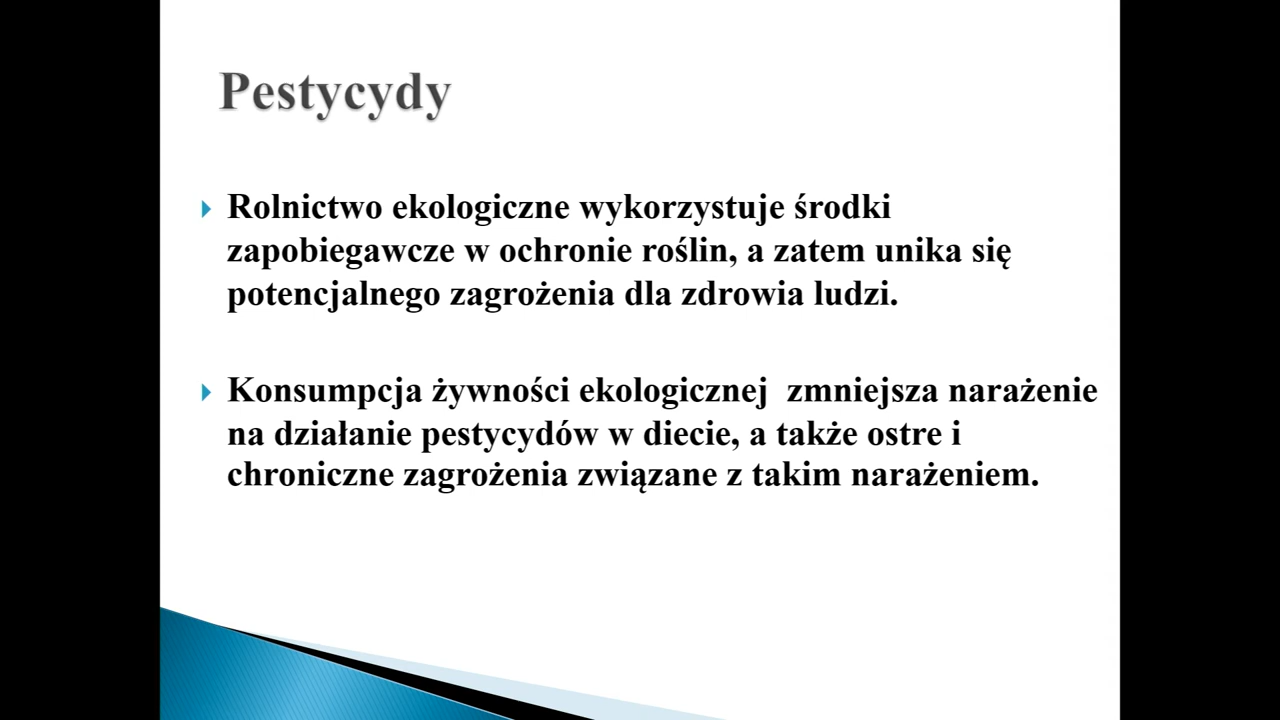 Pestycydy
Rolnictwo ekologiczne wykorzystuje środki
zapobiegawcze w ochronie roślin, a zatem unika się
potencjalnego zagrożenia dla zdrowia ludzi.
Konsumpcja żywności ekologicznej  zmniejsza narażenie
na działanie pestycydów w diecie, a także ostre i
chroniczne zagrożenia związane z takim narażeniem.